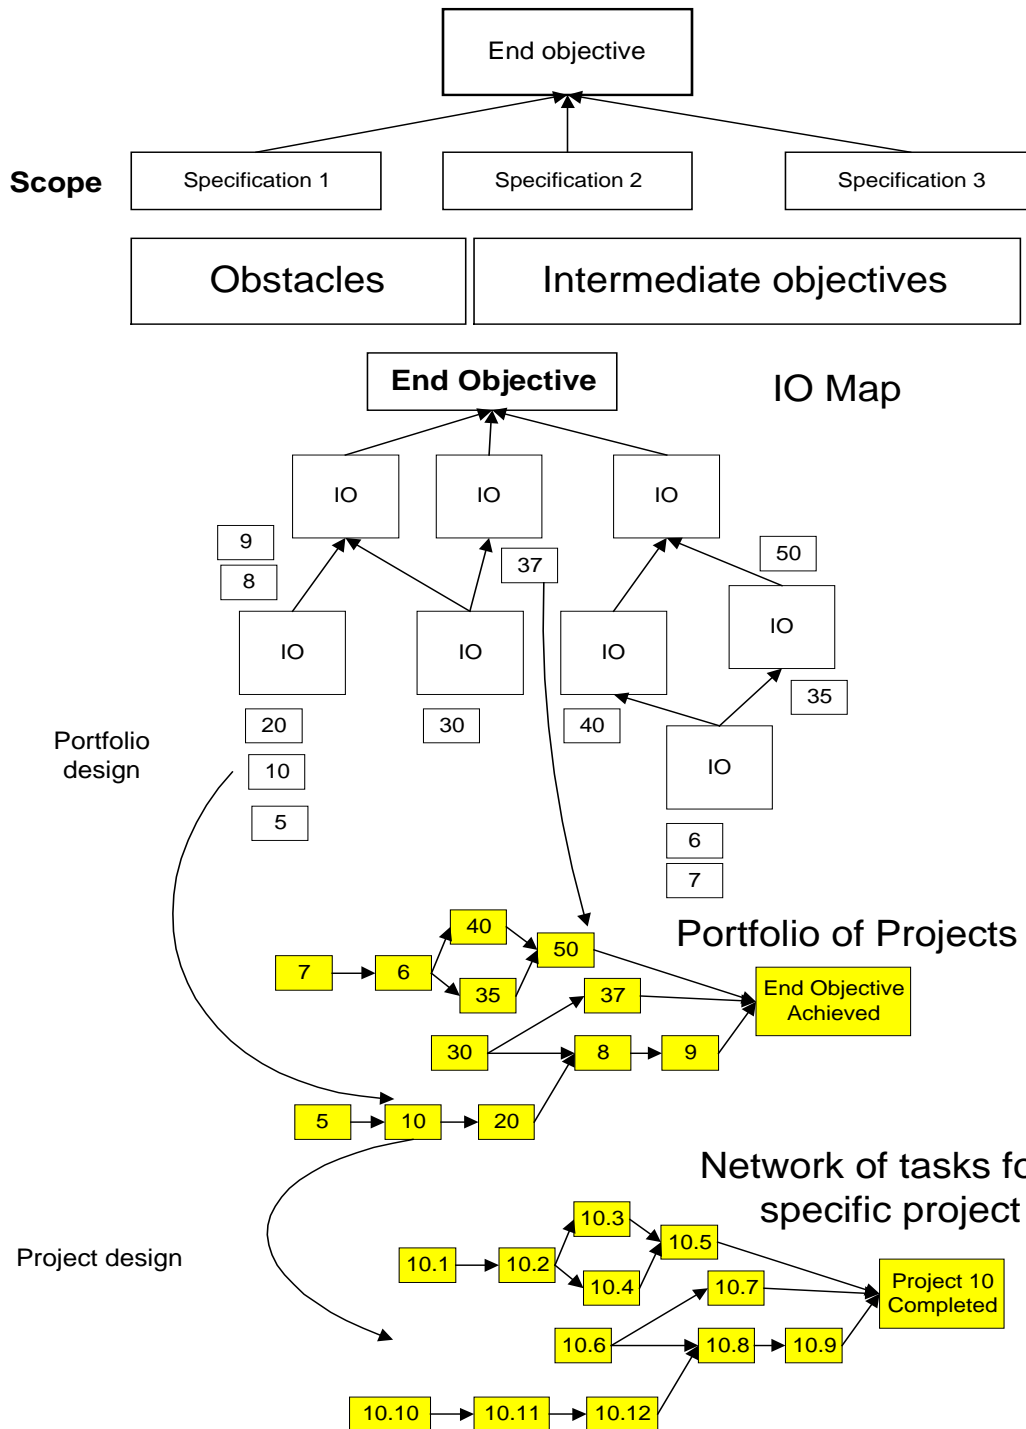 End objective
Scope
Specification 1
Specification 2
Specification 3
Obstacles
Intermediate objectives
End Objective
IO Map
IO
IO
IO
9
8
37
50
IO
IO
IO
IO
35
20
30
40
Portfolio
design
10
IO
5
6
7
Portfolio of Projects
40
50
7
6
35
37
End Objective
Achieved
30
8
9
5
10
20
Network of tasks fo
specific project
Project design
10.3
10.5
10.1
10.2
10.4
10.7
Project 10
Completed
10.6
10.8
10.9
10.10
10.11
10.12